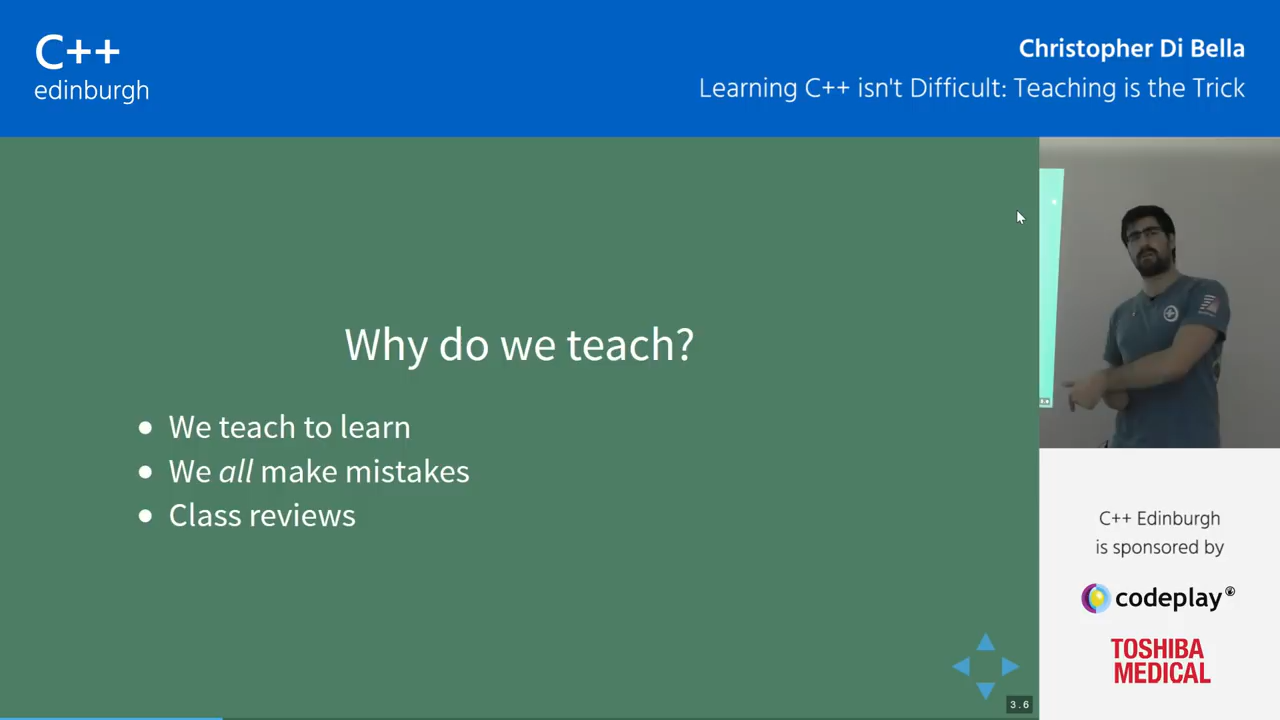 C++
edinburgh
Christopher Di Bella
Learning C++ isn't Difficult: Teaching is the Trick
Why do we teach?
We teach to learn
We all make mistakes
Class reviews
C++ Edinburgh
is sponsored by
codeplay
TOSHIBA
MEDICAL
3.6